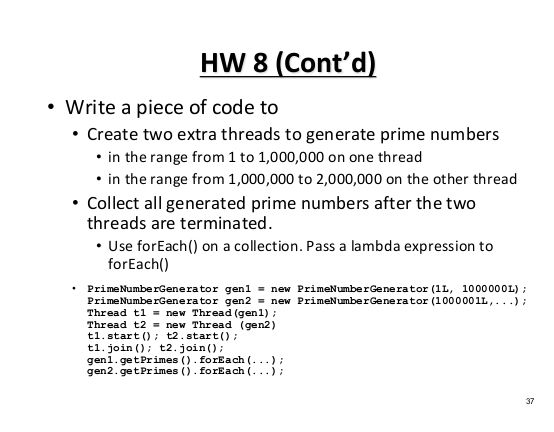 HW 8 (Cont’d)
• Write a piece of code to
• Create two extra threads to generate prime numbers
• in the range from 1 to 1,000,000 on one thread
• in the range from 1,000,000 to 2,000,000 on the other thread
• Collect all generated prime numbers after the two
threads are terminated.
• Use forEach() on a collection. Pass a lambda expression to
forEach()
• PrimeNumberGenerator gen1 = new PrimeNumberGenerator(1L, 1000000L);
PrimeNumberGenerator gen2 = new PrimeNumberGenerator(1000001L,...);
Thread t1 = new Thread(gen1);
Thread t2 = new Thread (gen2)
t1.start(); t2.start();
t1.join(); t2.join();
gen1.getPrimes().forEach(...);
gen2.getPrimes().forEach(...);
37